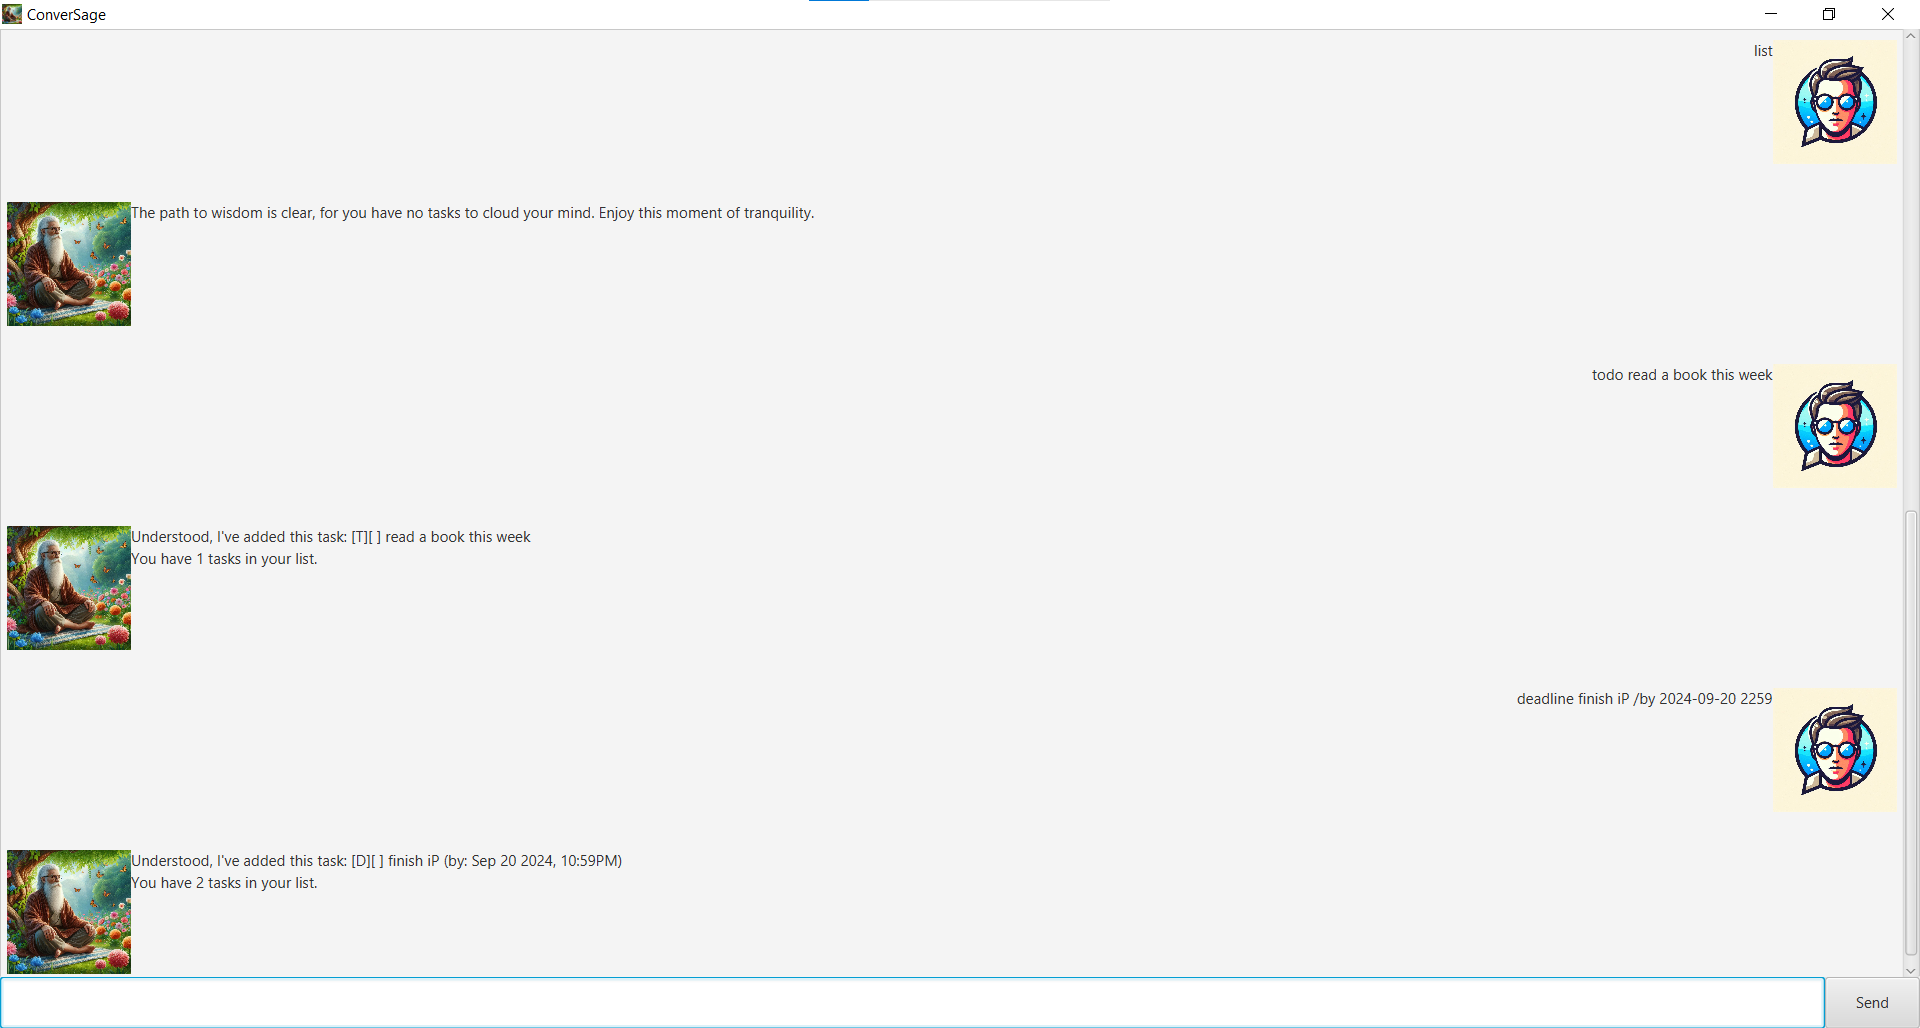 ConverSage
list
The path to wisdom is clear, for you have no tasks to cloud your mind. Enjoy this moment of tranquility.
todo read a book this week
Understood, I've added this task: [T][ ] read a book this week
You have 1 tasks in your list.
deadline finish iP /by 2024-09-20 2259
Understood, I've added this task: [D][ ] finish iP (by: Sep 20 2024, 10:59PM)
You have 2 tasks in your list.
Send